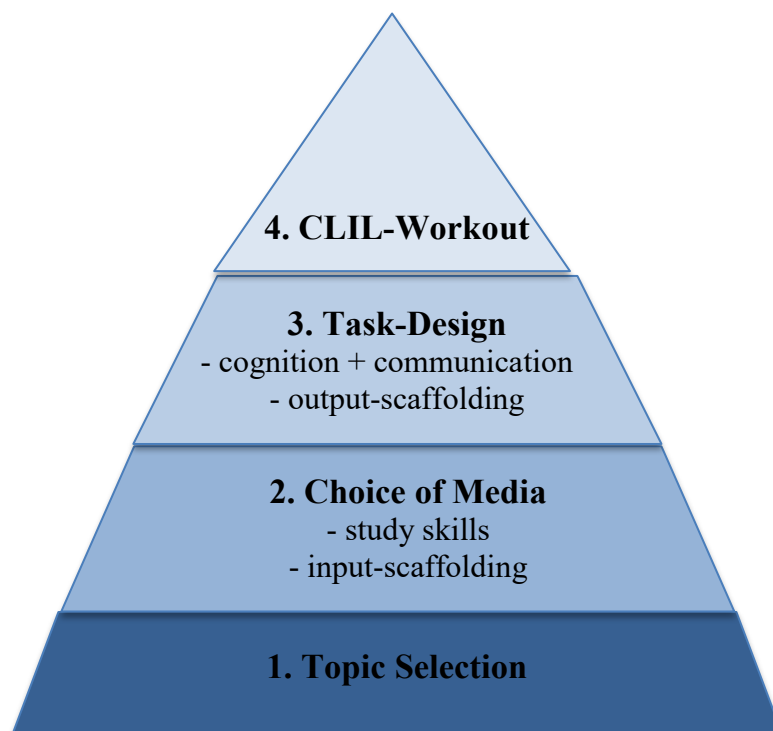 4. CLIL-Workout
3. Task-Design
- cognition + communication
- output-scaffolding
2. Choice of Media
- study skills
- input-scaffolding
1. Topic Selection